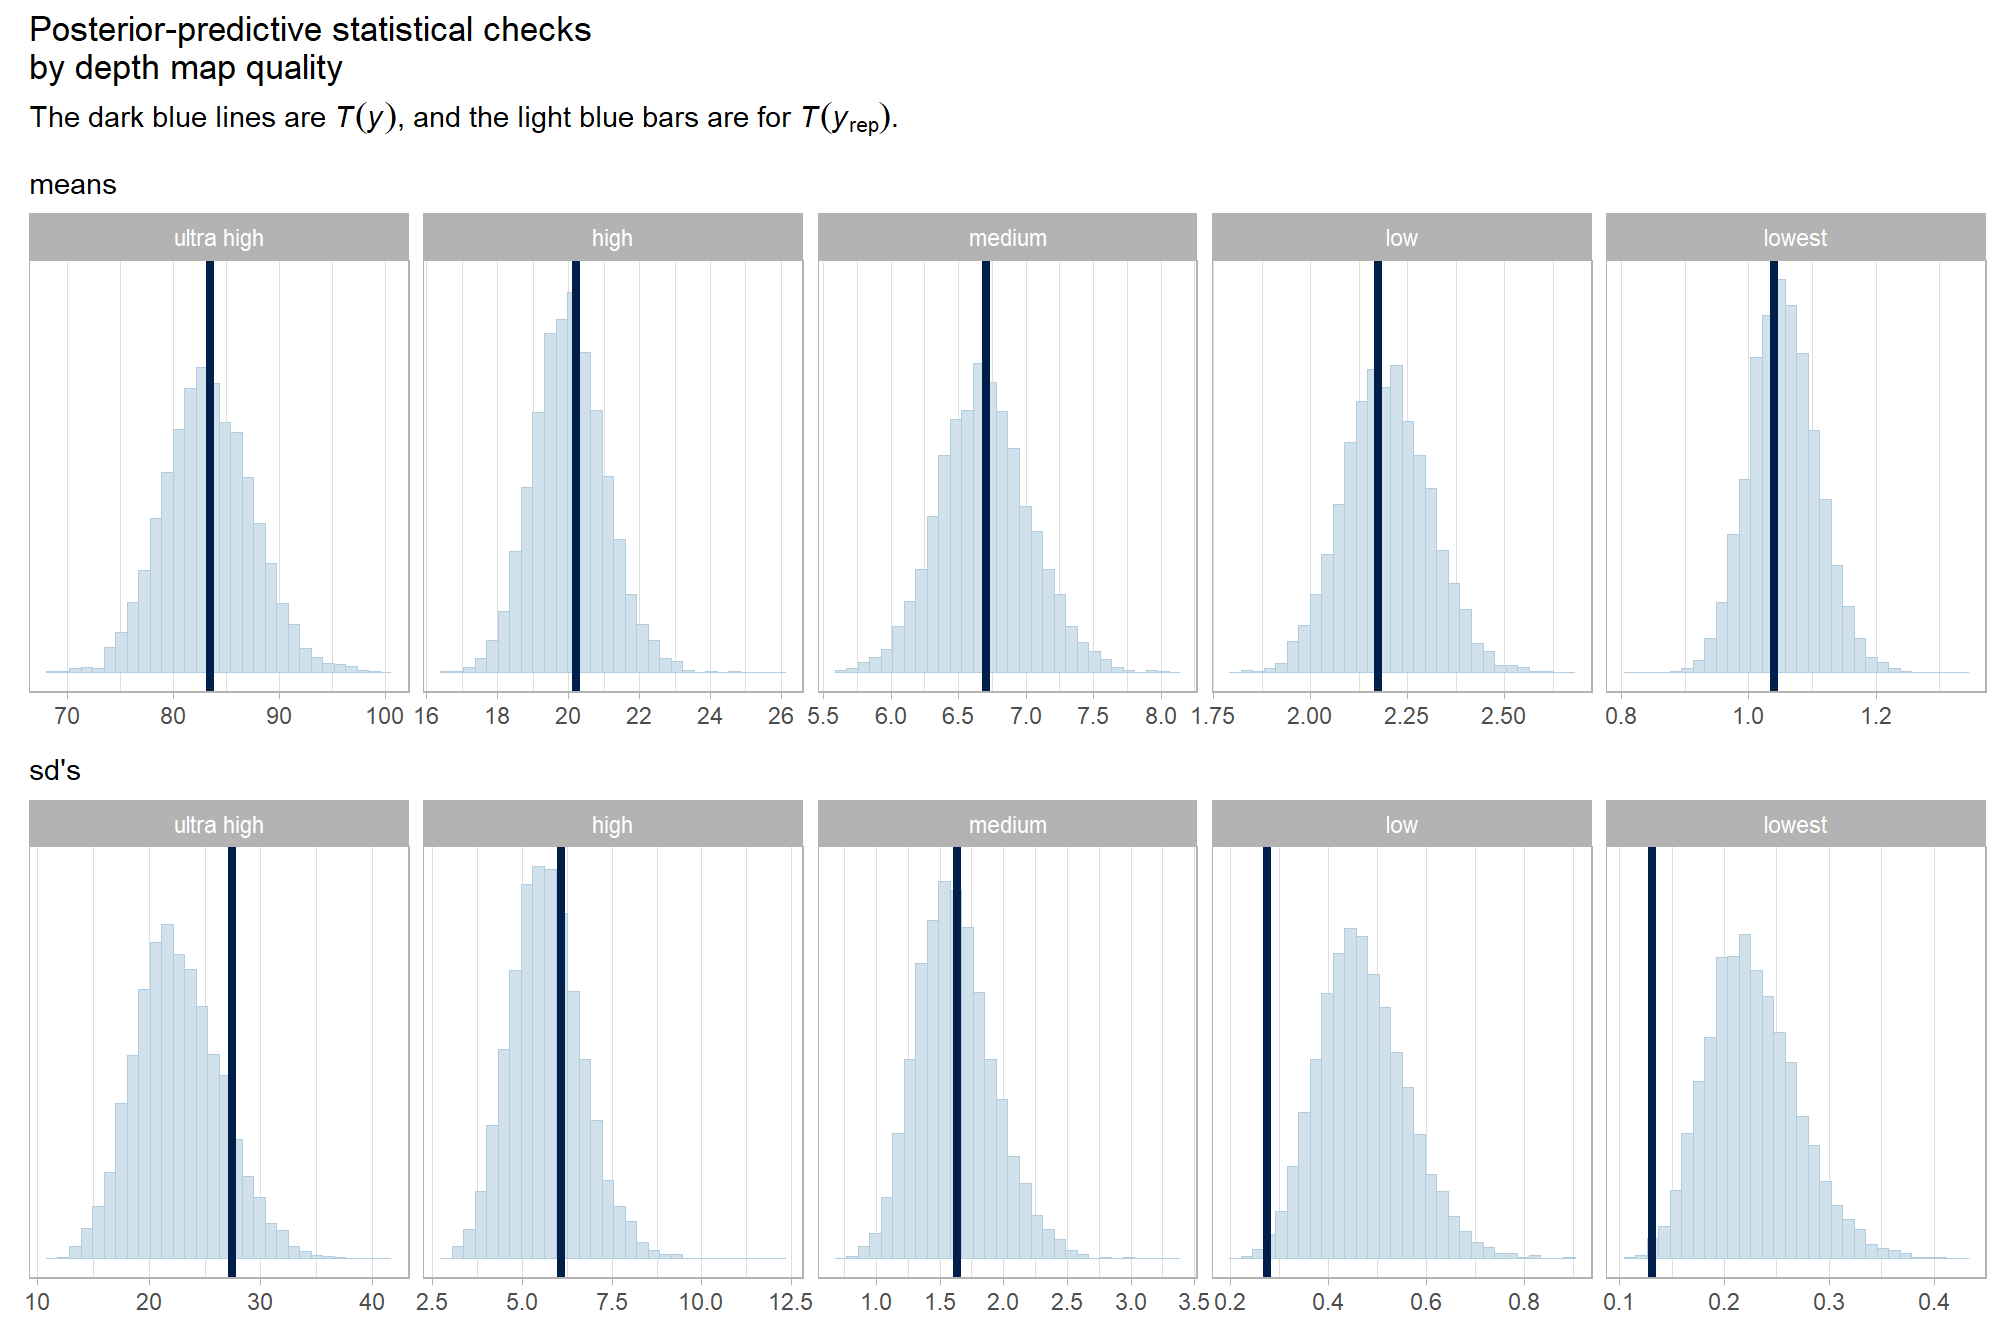 Posterior-predictive statistical checks
by depth map quality
The dark blue lines are T(y), and the light blue bars are for T(y_rep).
means
ultra high high medium low lowest
70 80 90 100 16 18 20 22 24 26 5.5 6.0 6.5 7.0 7.5 8.0 1.75 2.00 2.25 2.50 0.8 1.0 1.2
sd's
ultra high high medium low lowest
10 20 30 40 2.5 5.0 7.5 10.0 12.5 1.0 1.5 2.0 2.5 3.0 3.5 0.2 0.4 0.6 0.8 0.1 0.2 0.3 0.4